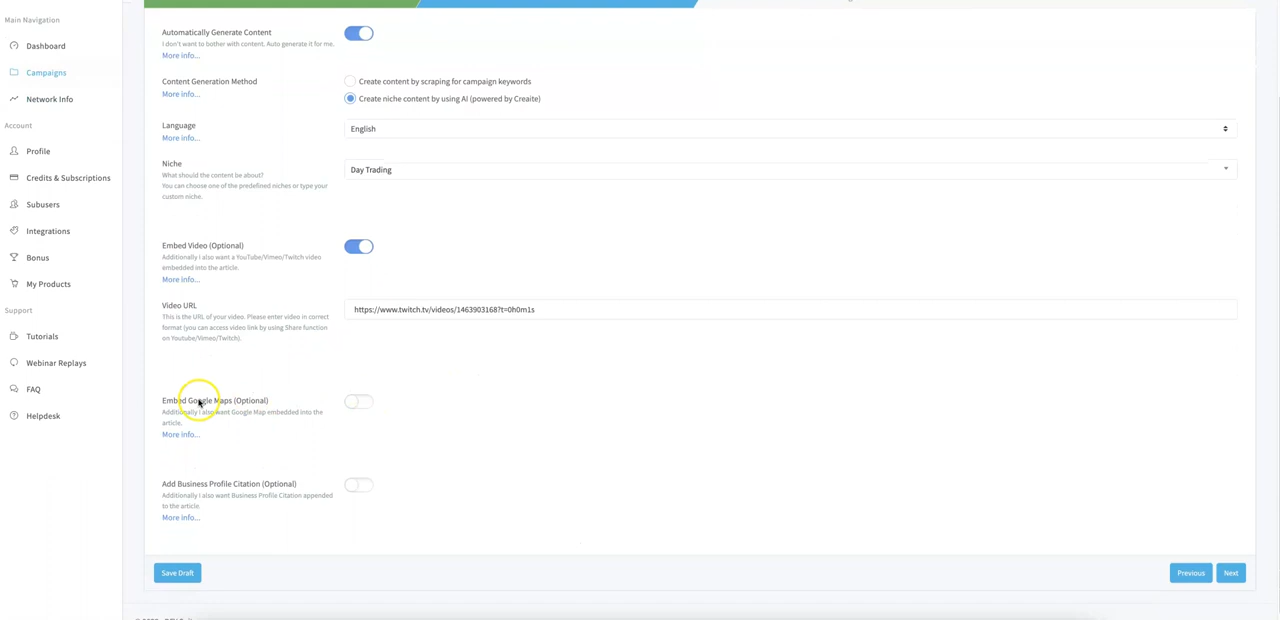 Main Navigation
Dashboard
Campaigns
Network Info
Account
Profile
Credits & Subscriptions
Subusers
Integrations
Bonus
My Products
Support
Tutorials
Webinar Replays
FAQ
Helpdesk
Automatically Generate Content
I don't want to bother with content. Auto generate it for me.
More info...
Content Generation Method
More info...
Create content by scraping for campaign keywords
Create niche content by using AI (powered by Creaite)
Language
More info...
English
Niche
What should the content be about?
You can choose one of the predefined niches or type your
custom niche.
Day Trading
Embed Video (Optional)
Additionally I also want a YouTube/Vimeo/Twitch video
embedded into the article.
More info...
Video URL
This is the URL of your video. Please enter video in correct
format (you can access video link by using Share function
on Youtube/Vimeo/Twitch).
https://www.twitch.tv/videos/1463903168?t=0h0m1s
Embed Google Maps (Optional)
Additionally I also want Google Map embedded into the
article.
More info...
Add Business Profile Citation (Optional)
Additionally I also want Business Profile Citation appended
to the article.
More info...
Save Draft
Previous
Next